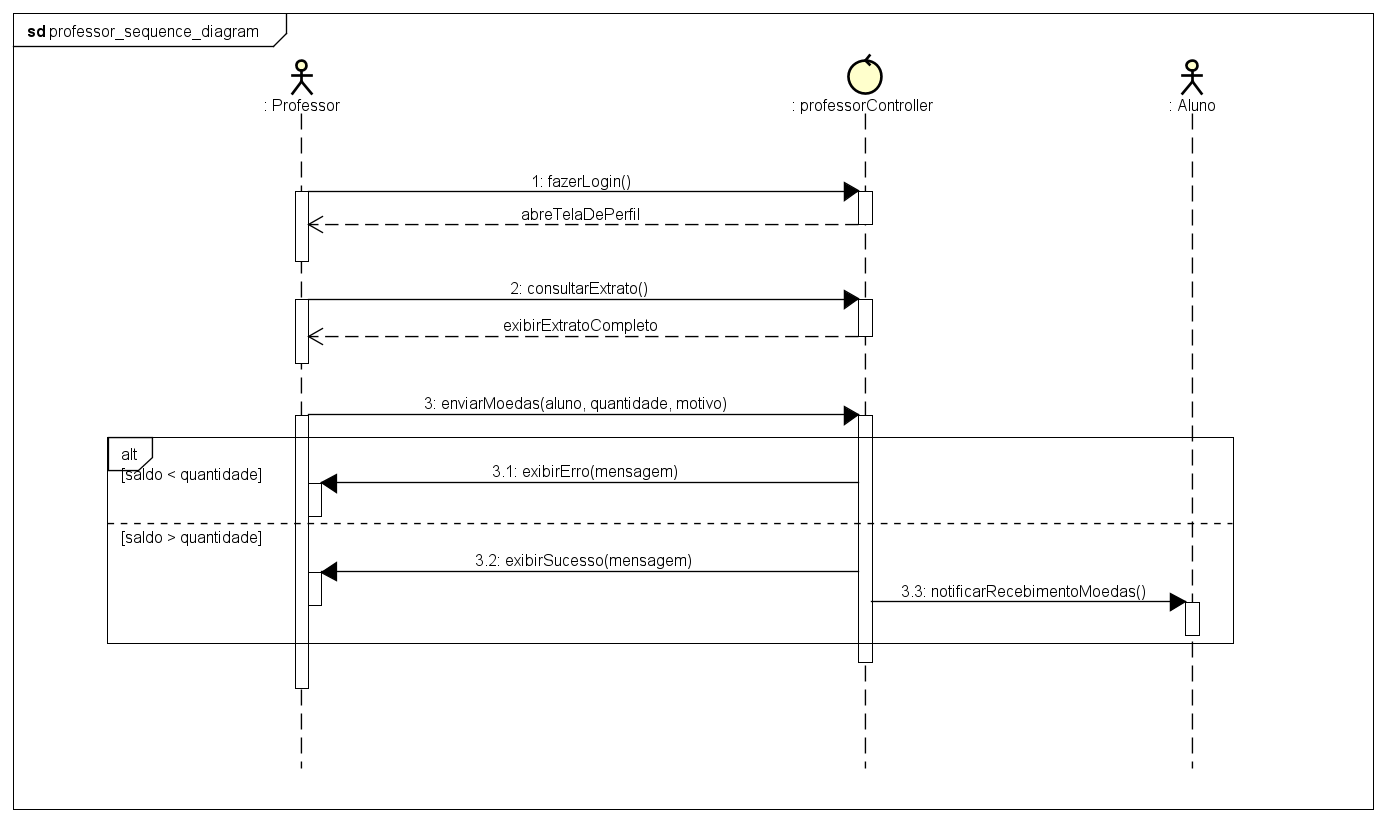 sd professor_sequence_diagram
: Professor
: professorController
: Aluno
1: fazerLogin()
abreTelaDePerfil
2: consultarExtrato()
exibirExtratoCompleto
3: enviarMoedas(aluno, quantidade, motivo)
alt
[saldo < quantidade]
3.1: exibirErro(mensagem)
[saldo > quantidade]
3.2: exibirSucesso(mensagem)
3.3: notificarRecebimentoMoedas()